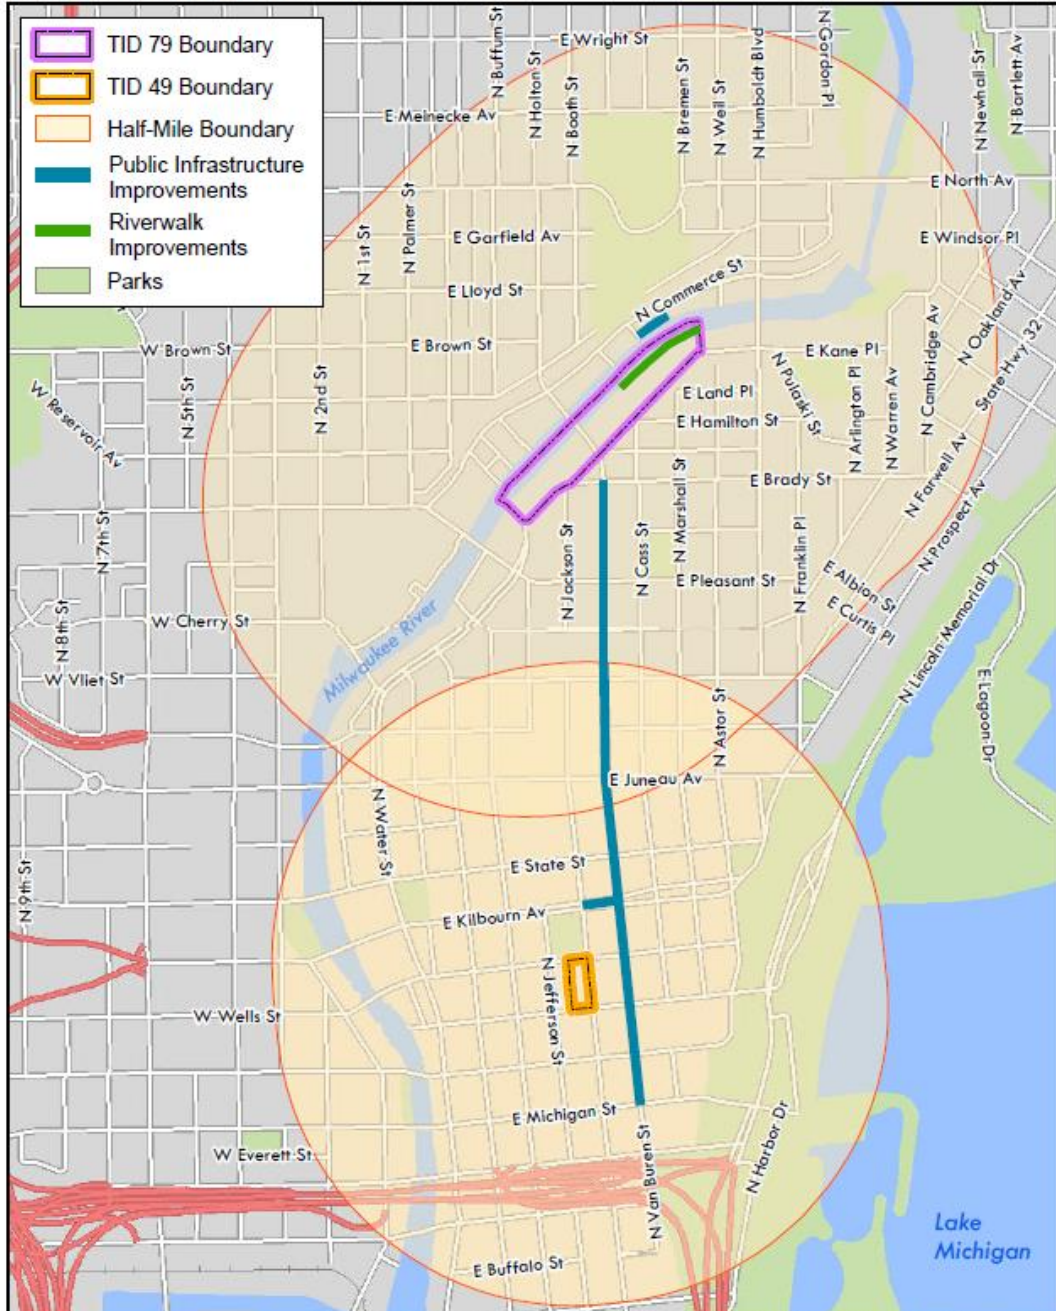 TID 79 Boundary
TID 49 Boundary
Half-Mile Boundary
Public Infrastructure
Improvements
Riverwalk
Improvements
Parks
N Buffum St
E Wright St
N Holton St
N Booth St
N Bremen St
N Weil St
N Humboldt Blvd
N Gordon Pl
N Newhall St
N Bartlett Av
E Meinecke Av
E North Av
N 1st St
N Palmer St
E Garfield Av
E Windsor Pl
E Lloyd St
N Commerce St
N Oakland Av
W Brown St
E Brown St
E Kane Pl
N Cambridge Av
State Hwy 32
W Reservoir Av
N 5th St
N 2nd St
E Land Pl
N Pulaski St
N Arlington Pl
N Warren Av
E Hamilton St
N 7th St
N Marshall St
E Brady St
N Farwell Av
N Prospect Av
N Jackson St
N Cass St
E Pleasant St
N Franklin Pl
E Albion St
E Curtis Pl
N 8th St
W Cherry St
Milwaukee River
N Lincoln Memorial Dr
W Vliet St
N Astor St
E Lagoon Dr
E Juneau Av
N Water St
E State St
N 9th St
E Kilbourn Av
N Jefferson St
W Wells St
E Michigan St
W Everett St
N Van Buren St
N Harbor Dr
Lake
Michigan
E Buffalo St